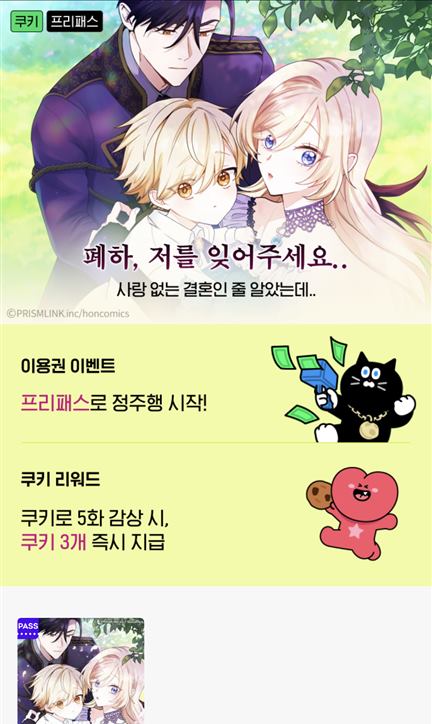 쿠키 프리패스
폐하, 저를 잊어주세요..
사랑 없는 결혼인 줄 알았는데..
©PRISMLINK.inc/honcomics
이용권 이벤트
프리패스로 정주행 시작!
쿠키 리워드
쿠키로 5화 감상 시,
쿠키 3개 즉시 지급
PASS